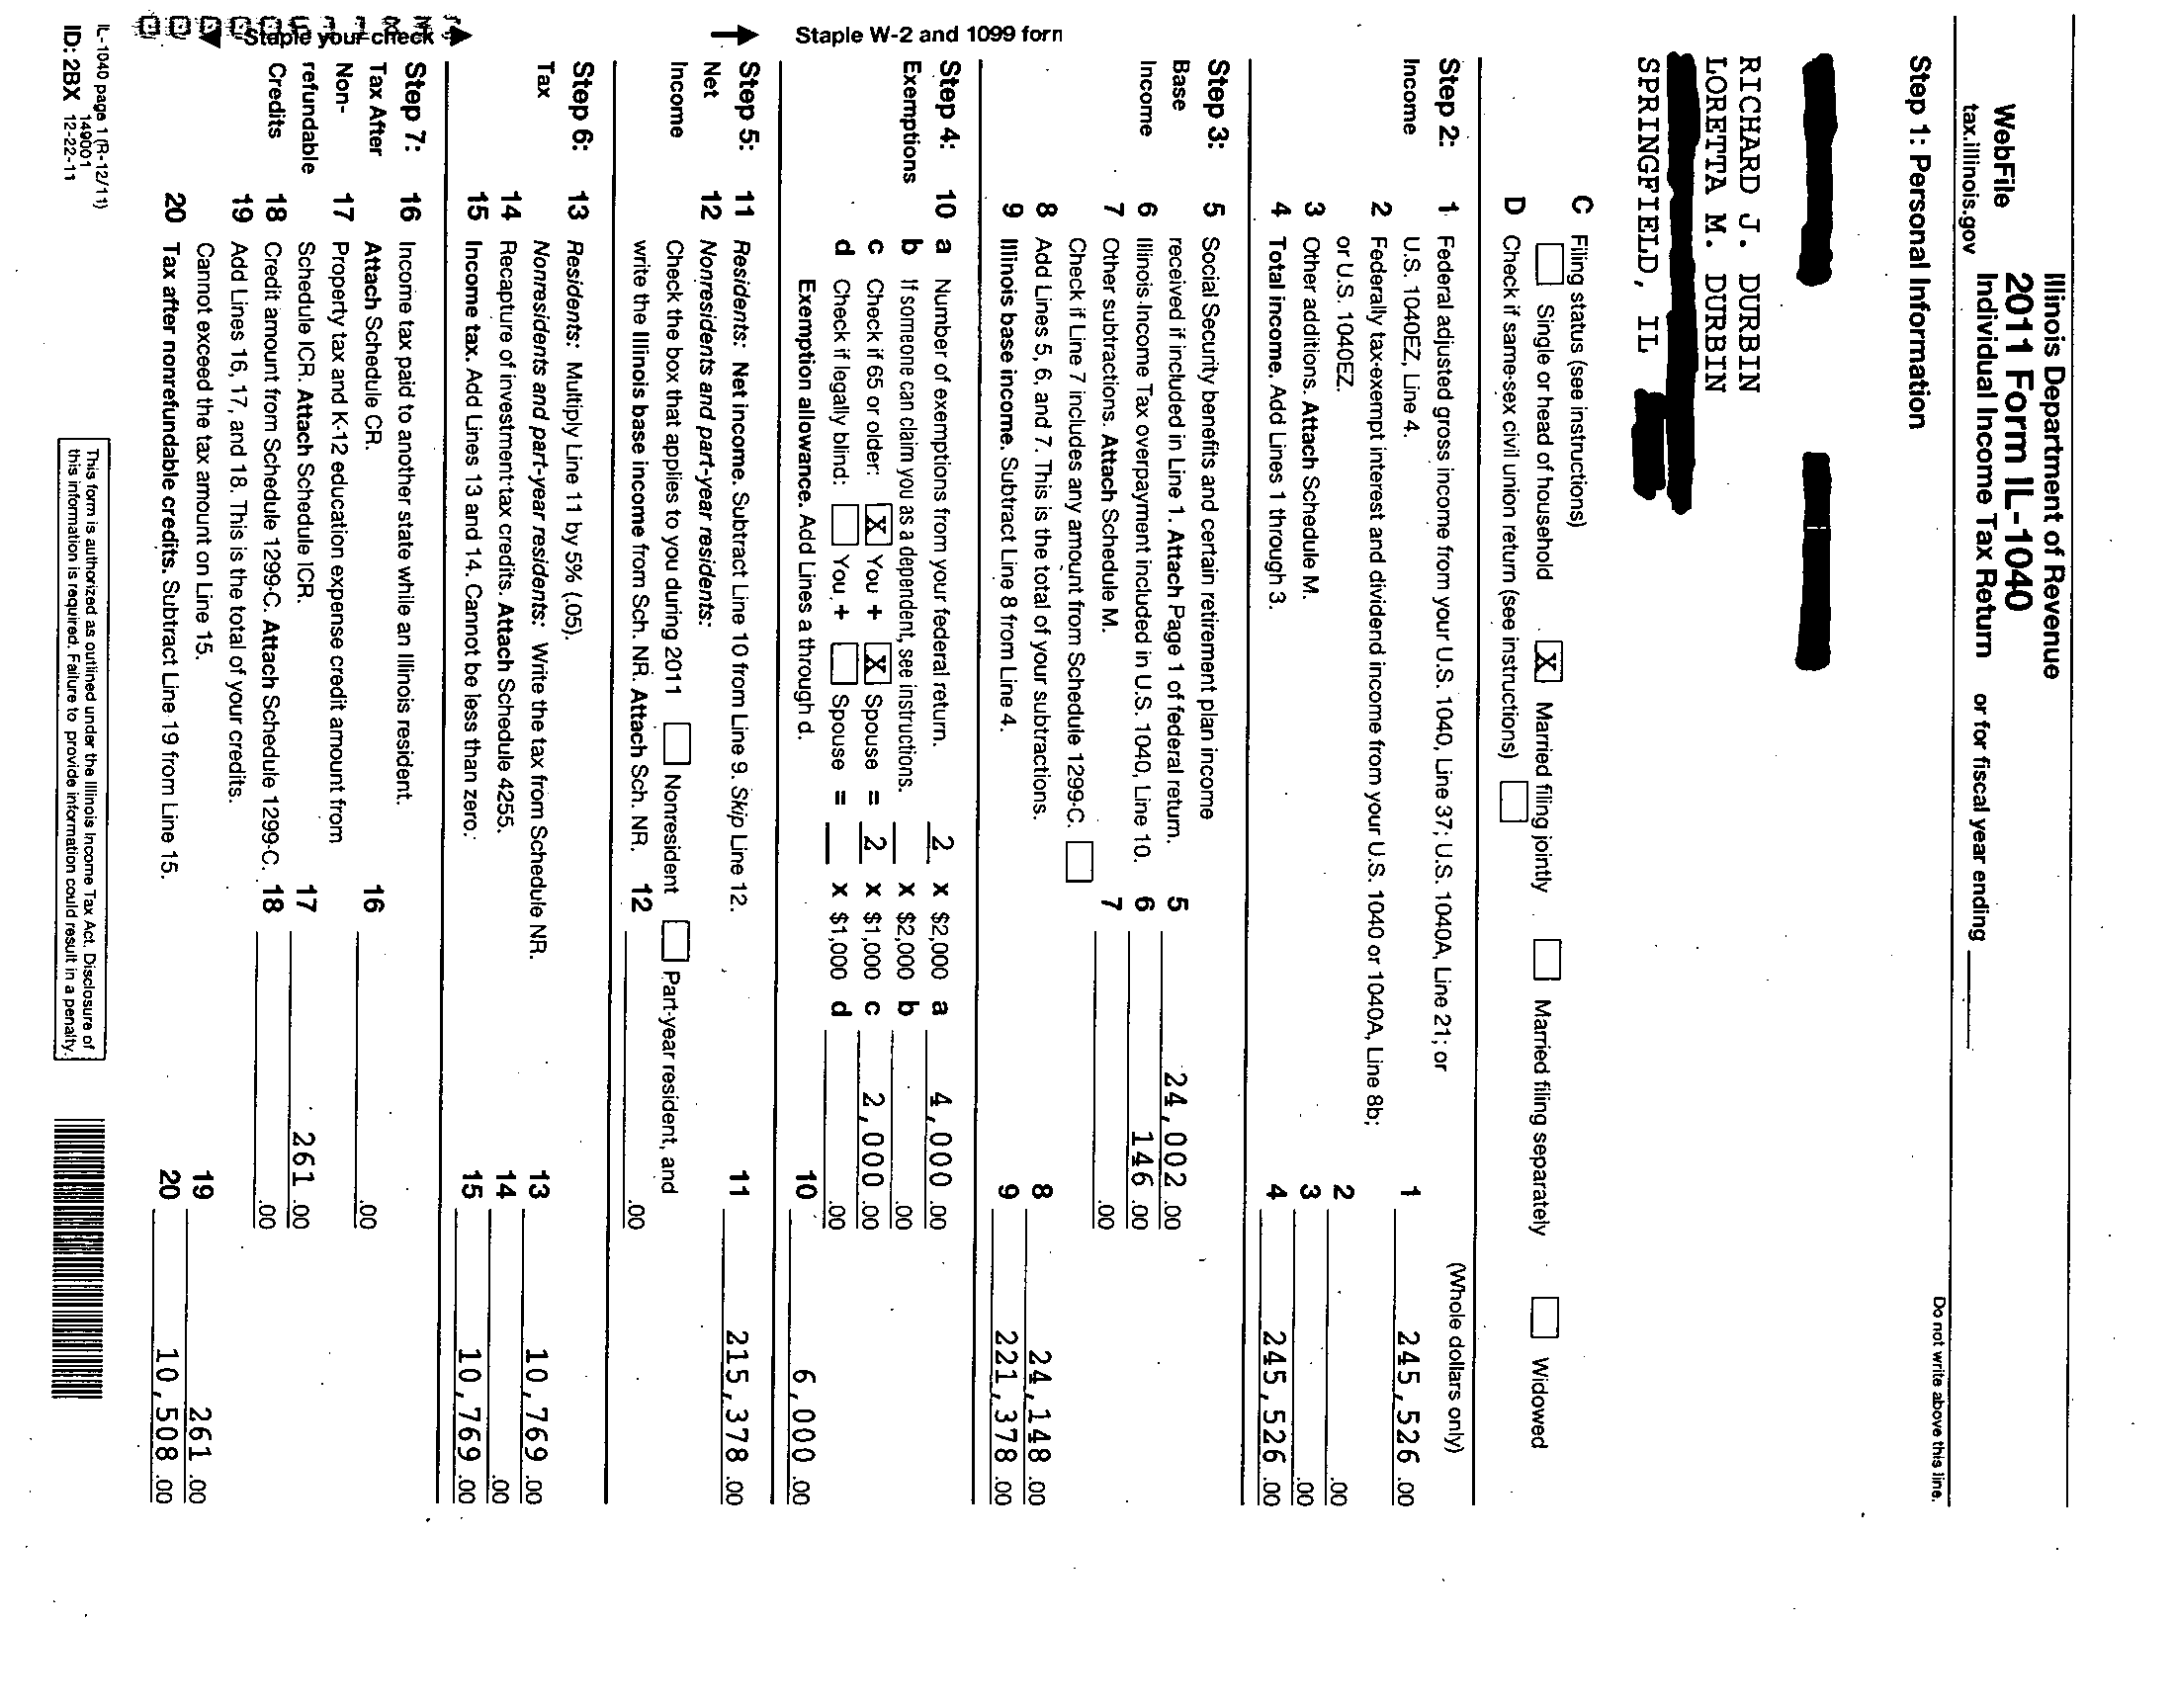 Illinois Department of Revenue
2011 Form IL-1040
WebFile
tax.illinois.gov Individual Income Tax Return or for fiscal year ending
Do not write above this line.
Step 1: Personal Information
RICHARD J. DURBIN
LORETTA M. DURBIN
SPRINGFIELD, IL
C Filing status (see instructions)
Single or head of household X Married filing jointly Married filing separately Widowed
D Check if same-sex civil union return (see instructions)
(Whole dollars only)
Step 2: 1 Federal adjusted gross income from your U.S. 1040, Line 37; U.S. 1040A, Line 21; or
Income U.S. 1040EZ, Line 4. 1 245,526 .00
2 Federally tax-exempt interest and dividend income from your U.S. 1040 or 1040A, Line 8b;
or U.S. 1040EZ. 2 .00
3 Other additions. Attach Schedule M. 3 .00
4 Total income. Add Lines 1 through 3. 4 245,526 .00
Step 3: 5 Social Security benefits and certain retirement plan income
Base received if included in Line 1. Attach Page 1 of federal return. 5 24,002 .00
Income 6 Illinois Income Tax overpayment included in U.S. 1040, Line 10. 6 146 .00
7 Other subtractions. Attach Schedule M. 7 .00
Check if Line 7 includes any amount from Schedule 1299-C.
8 Add Lines 5, 6, and 7. This is the total of your subtractions. 8 24,148 .00
9 Illinois base income. Subtract Line 8 from Line 4. 9 221,378 .00
Staple W-2 and 1099 forn
Step 4: 10 a Number of exemptions from your federal return. 2 x $2,000 a 4,000 .00
Exemptions b If someone can claim you as a dependent, see instructions. x $2,000 b .00
c Check if 65 or older: X You + X Spouse = 2 x $1,000 c 2,000 .00
d Check if legally blind: You + Spouse = x $1,000 d .00
Exemption allowance. Add Lines a through d. 10 6,000 .00
Step 5: 11 Residents: Net income. Subtract Line 10 from Line 9. Skip Line 12. 11 215,378 .00
Net 12 Nonresidents and part-year residents:
Income Check the box that applies to you during 2011 Nonresident Part-year resident, and
write the Illinois base income from Sch. NR. Attach Sch. NR. 12 .00
Step 6: 13 Residents: Multiply Line 11 by 5% (.05).
Tax Nonresidents and part-year residents: Write the tax from Schedule NR. 13 10,769 .00
14 Recapture of investment tax credits. Attach Schedule 4255. 14 .00
15 Income tax. Add Lines 13 and 14. Cannot be less than zero. 15 10,769 .00
Staple your check
Step 7: 16 Income tax paid to another state while an Illinois resident.
Tax After Attach Schedule CR. 16 .00
Non- 17 Property tax and K-12 education expense credit amount from
refundable Schedule ICR. Attach Schedule ICR. 17 261 .00
Credits 18 Credit amount from Schedule 1299-C. Attach Schedule 1299-C. 18 .00
19 Add Lines 16, 17, and 18. This is the total of your credits.
Cannot exceed the tax amount on Line 15. 19 261 .00
20 Tax after nonrefundable credits. Subtract Line 19 from Line 15. 20 10,508 .00
IL-1040 page 1 (R-12/11)
149001
ID: 2BX 12-22-11
This form is authorized as outlined under the Illinois Income Tax Act. Disclosure of
this information is required. Failure to provide information could result in a penalty.